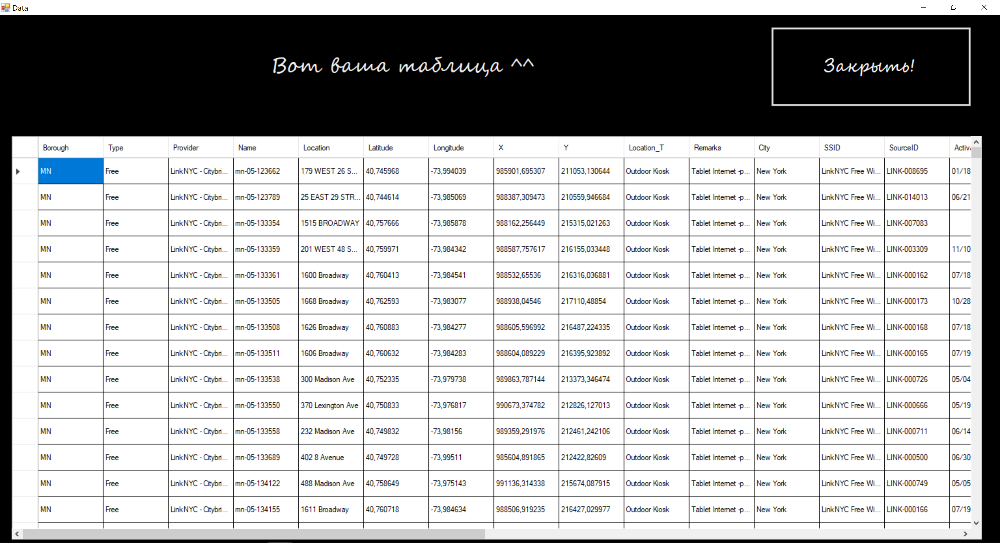 Data
Вот ваша таблица ^^
Закрыть!
Borough Type Provider Name Location Latitude Longitude X Y Location_T Remarks City SSID SourceID Activ
MN Free LinkNYC - Citybri... mn-05-123662 179 WEST 26 S... 40,745968 -73,994039 985901,695307 211053,130644 Outdoor Kiosk Tablet Internet -p... New York LinkNYC Free Wi... LINK-008695 01/18
MN Free LinkNYC - Citybri... mn-05-123789 25 EAST 29 STR... 40,744614 -73,985069 988387,309473 210559,946684 Outdoor Kiosk Tablet Internet -p... New York LinkNYC Free Wi... LINK-014013 06/21
MN Free LinkNYC - Citybri... mn-05-133354 1515 BROADWAY 40,757666 -73,985878 988162,256449 215315,021263 Outdoor Kiosk Tablet Internet -p... New York LinkNYC Free Wi... LINK-007083
MN Free LinkNYC - Citybri... mn-05-133359 201 WEST 48 S... 40,759971 -73,984342 988587,757617 216155,033448 Outdoor Kiosk Tablet Internet -p... New York LinkNYC Free Wi... LINK-003309 11/10
MN Free LinkNYC - Citybri... mn-05-133361 1600 Broadway 40,760413 -73,984541 988532,65536 216316,036881 Outdoor Kiosk Tablet Internet -p... New York LinkNYC Free Wi... LINK-000162 07/18
MN Free LinkNYC - Citybri... mn-05-133505 1668 Broadway 40,762593 -73,983077 988938,04546 217110,48854 Outdoor Kiosk Tablet Internet -p... New York LinkNYC Free Wi... LINK-000173 10/28
MN Free LinkNYC - Citybri... mn-05-133508 1626 Broadway 40,760883 -73,984277 988605,596992 216487,224335 Outdoor Kiosk Tablet Internet -p... New York LinkNYC Free Wi... LINK-000168 07/18
MN Free LinkNYC - Citybri... mn-05-133511 1606 Broadway 40,760632 -73,984283 988604,089229 216395,923892 Outdoor Kiosk Tablet Internet -p... New York LinkNYC Free Wi... LINK-000165 07/19
MN Free LinkNYC - Citybri... mn-05-133538 300 Madison Ave 40,752335 -73,979738 989863,787144 213373,346474 Outdoor Kiosk Tablet Internet -p... New York LinkNYC Free Wi... LINK-000726 05/04
MN Free LinkNYC - Citybri... mn-05-133550 370 Lexington Ave 40,750833 -73,976817 990673,374782 212826,127013 Outdoor Kiosk Tablet Internet -p... New York LinkNYC Free Wi... LINK-000666 05/19
MN Free LinkNYC - Citybri... mn-05-133558 232 Madison Ave 40,749832 -73,98156 989359,291976 212461,242106 Outdoor Kiosk Tablet Internet -p... New York LinkNYC Free Wi... LINK-000711 06/14
MN Free LinkNYC - Citybri... mn-05-133689 402 8 Avenue 40,749728 -73,99511 985604,891865 212422,82609 Outdoor Kiosk Tablet Internet -p... New York LinkNYC Free Wi... LINK-000500 06/30
MN Free LinkNYC - Citybri... mn-05-134122 488 Madison Ave 40,758649 -73,975143 991136,314338 215674,087915 Outdoor Kiosk Tablet Internet -p... New York LinkNYC Free Wi... LINK-000749 05/05
MN Free LinkNYC - Citybri... mn-05-134155 1611 Broadway 40,760718 -73,984634 988506,919235 216427,029977 Outdoor Kiosk Tablet Internet -p... New York LinkNYC Free Wi... LINK-000166 07/19